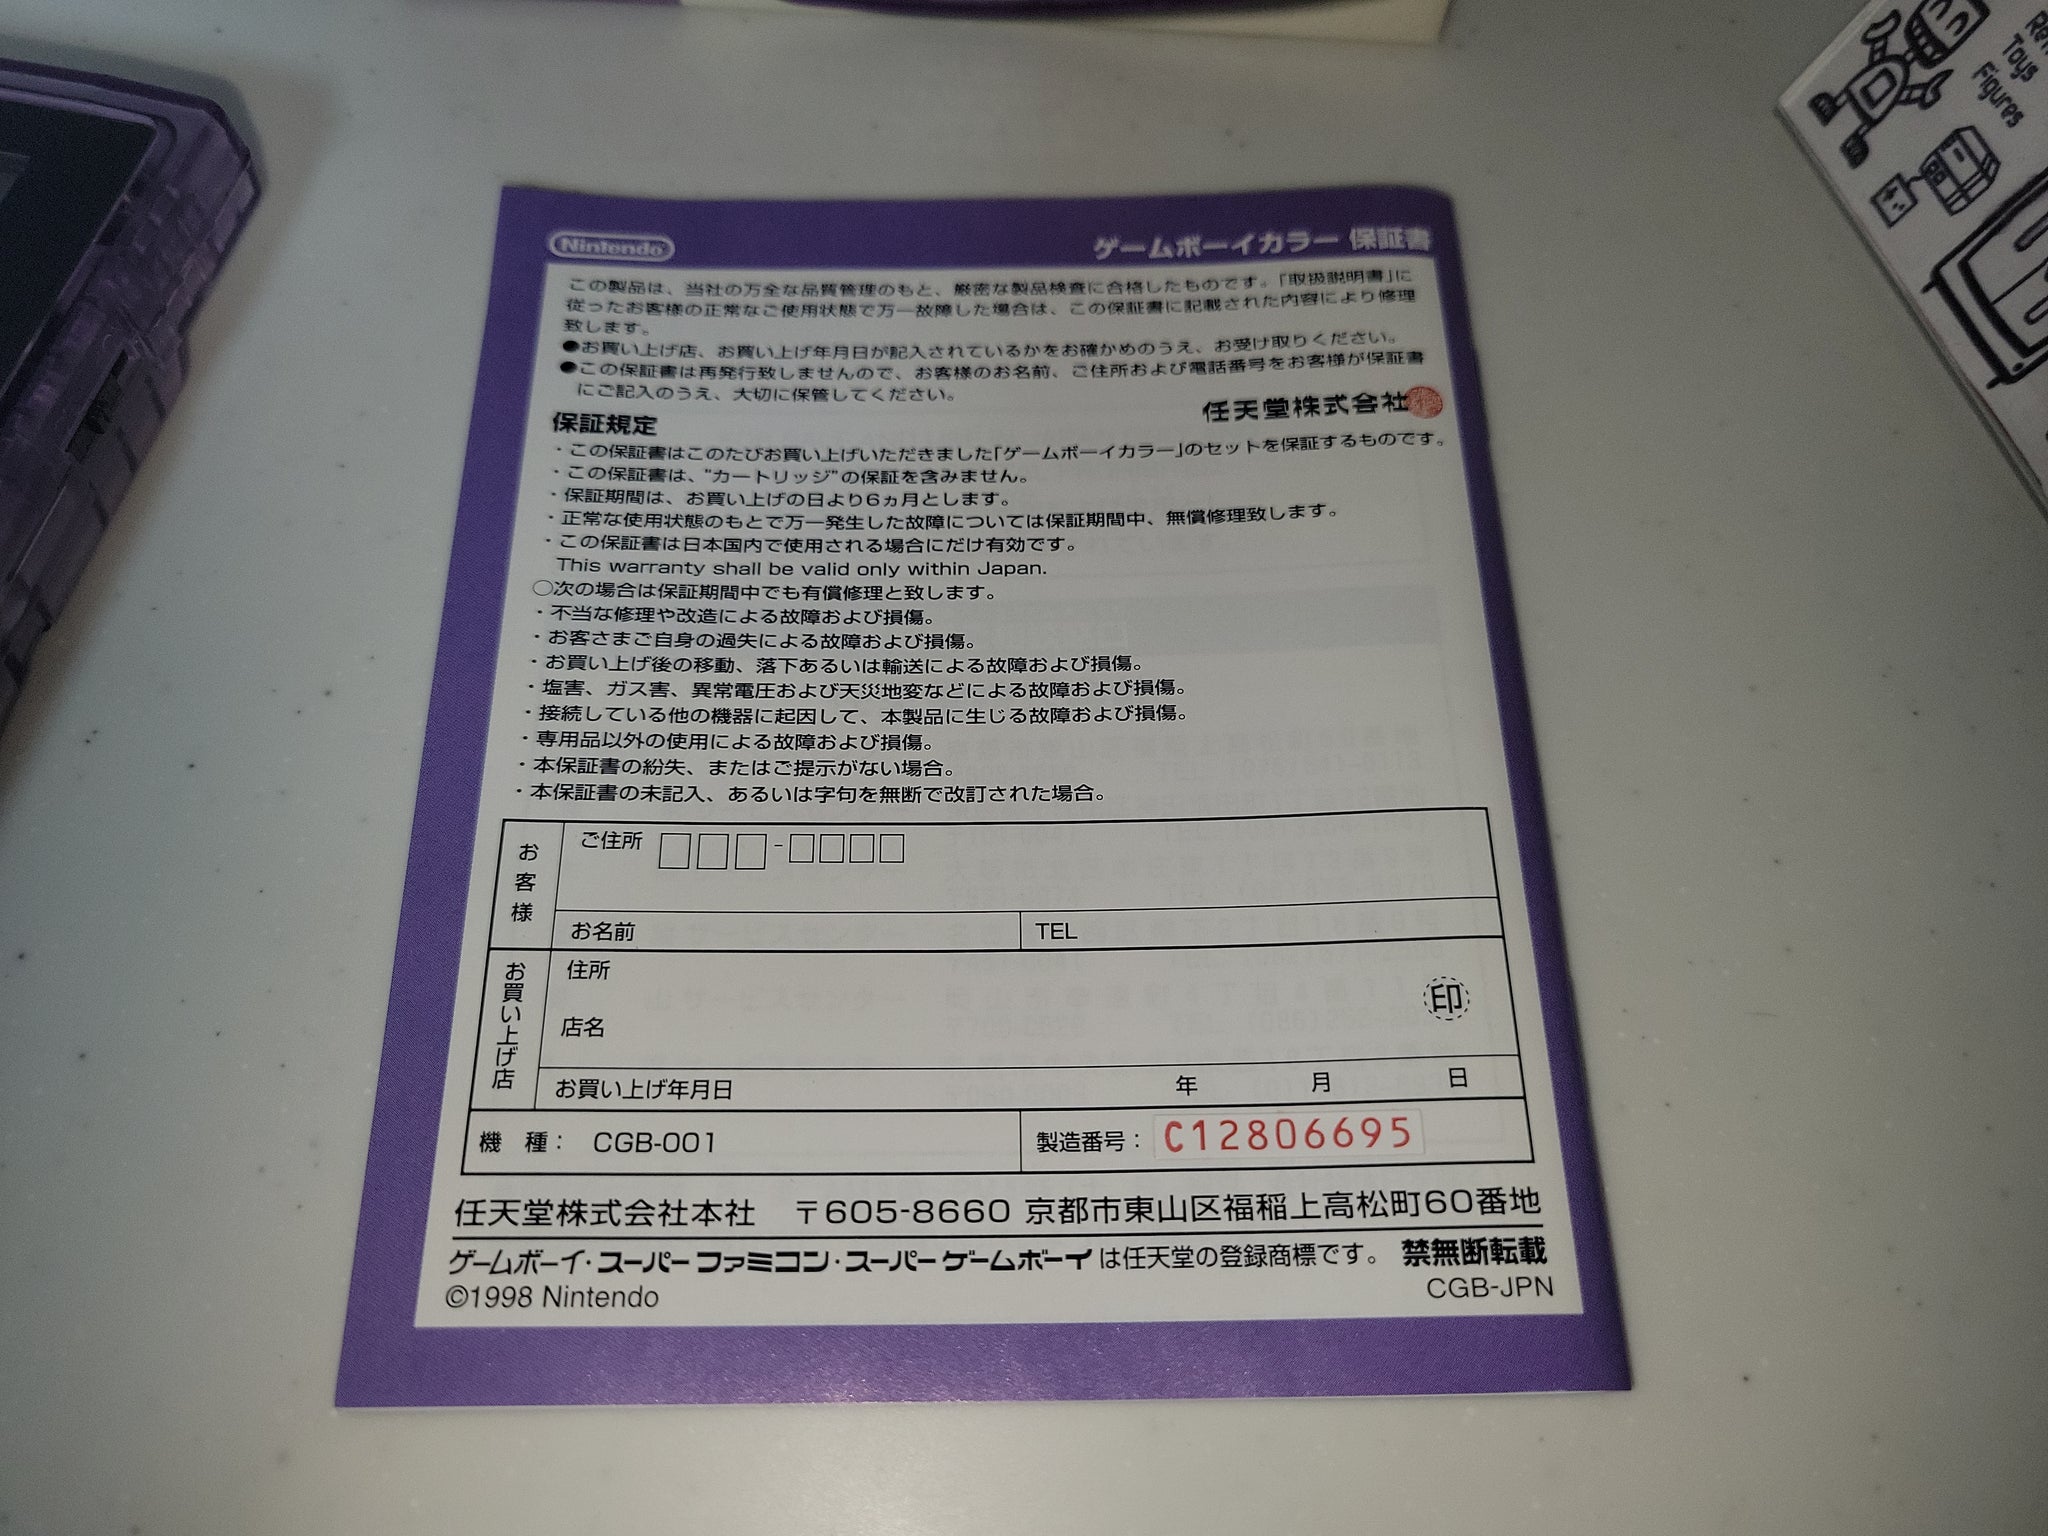 Nintendo
ゲームボーイカラー 保証書
この製品は、当社の万全な品質管理のもと、厳密な製品検査に合格したものです。「取扱説明書」に
従ったお客様の正常なご使用状態で万一故障した場合は、この保証書に記載された内容により修理
致します。
●お買い上げ店、お買い上げ年月日が記入されているかをお確かめのうえ、お受け取りください。
●この保証書は再発行致しませんので、お客様のお名前、ご住所および電話番号をお客様が保証書
にご記入のうえ、大切に保管してください。
任天堂株式会社
保証規定
・この保証書はこのたびお買い上げいただきました「ゲームボーイカラー」のセットを保証するものです。
・この保証書は、“カートリッジ”の保証を含みません。
・保証期間は、お買い上げの日より6ヵ月とします。
・正常な使用状態のもとで万一発生した故障については保証期間中、無償修理致します。
・この保証書は日本国内で使用される場合にだけ有効です。
This warranty shall be valid only within Japan.
○次の場合は保証期間中でも有償修理と致します。
・不当な修理や改造による故障および損傷。
・お客さまご自身の過失による故障および損傷。
・お買い上げ後の移動、落下あるいは輸送による故障および損傷。
・塩害、ガス害、異常電圧および天災地変などによる故障および損傷。
・接続している他の機器に起因して、本製品に生じる故障および損傷。
・専用品以外の使用による故障および損傷。
・本保証書の紛失、またはご提示がない場合。
・本保証書の未記入、あるいは字句を無断で改訂された場合。
お客様
ご住所 □□□-□□□□
お名前 TEL
お買い上げ店
住所
印
店名
お買い上げ年月日 年 月 日
機 種： CGB-001 製造番号： C12806695
任天堂株式会社本社 〒605-8660 京都市東山区福稲上高松町60番地
ゲームボーイ・スーパーファミコン・スーパーゲームボーイは任天堂の登録商標です。 禁無断転載
©1998 Nintendo CGB-JPN
Toys
Figures